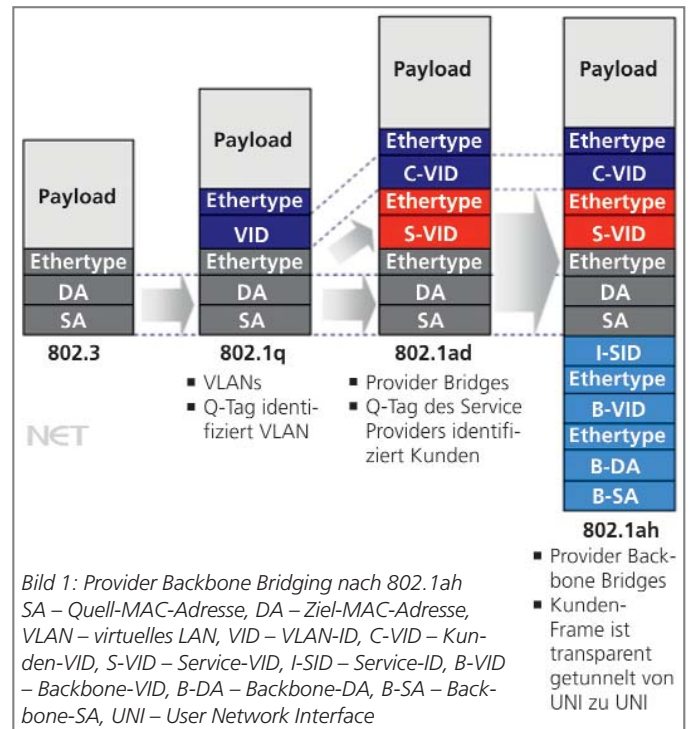 Payload
Ethertype
DA
SA
802.3
Payload
Ethertype
VID
Ethertype
DA
SA
802.1q
■ VLANs
■ Q-Tag identi-
fiziert VLAN
Payload
Ethertype
C-VID
Ethertype
S-VID
Ethertype
DA
SA
802.1ad
■ Provider Bridges
■ Q-Tag des Service
Providers identifi-
ziert Kunden
Payload
Ethertype
C-VID
Ethertype
S-VID
Ethertype
DA
SA
I-SID
Ethertype
B-VID
Ethertype
B-DA
B-SA
802.1ah
■ Provider Back-
bone Bridges
■ Kunden-
Frame ist
transparent
getunnelt von
UNI zu UNI
NET
Bild 1: Provider Backbone Bridging nach 802.1ah
SA – Quell-MAC-Adresse, DA – Ziel-MAC-Adresse,
VLAN – virtuelles LAN, VID – VLAN-ID, C-VID – Kun-
den-VID, S-VID – Service-VID, I-SID – Service-ID, B-VID
– Backbone-VID, B-DA – Backbone-DA, B-SA – Back-
bone-SA, UNI – User Network Interface